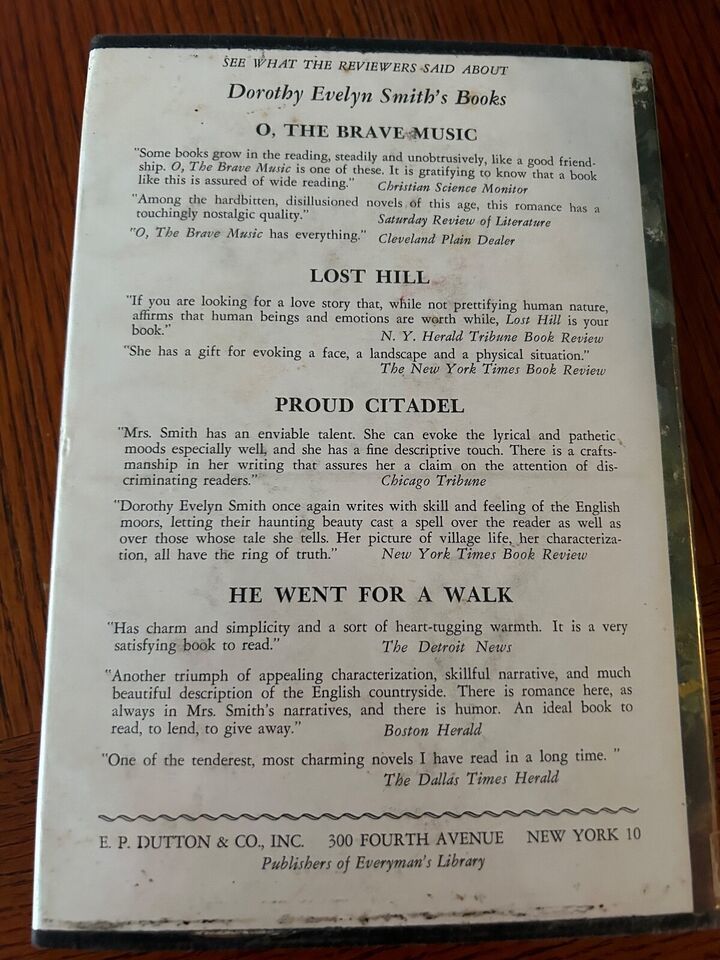 SEE WHAT THE REVIEWERS SAID ABOUT
Dorothy Evelyn Smith's Books
O, THE BRAVE MUSIC
"Some books grow in the reading, steadily and unobtrusively, like a good friend-
ship. O, The Brave Music is one of these. It is gratifying to know that a book
like this is assured of wide reading." Christian Science Monitor
"Among the hardbitten, disillusioned novels of this age, this romance has a
touchingly nostalgic quality." Saturday Review of Literature
"O, The Brave Music has everything." Cleveland Plain Dealer
LOST HILL
"If you are looking for a love story that, while not prettifying human nature,
affirms that human beings and emotions are worth while, Lost Hill is your
book." N. Y. Herald Tribune Book Review
"She has a gift for evoking a face, a landscape and a physical situation."
The New York Times Book Review
PROUD CITADEL
"Mrs. Smith has an enviable talent. She can evoke the lyrical and pathetic
moods especially well, and she has a fine descriptive touch. There is a crafts-
manship in her writing that assures her a claim on the attention of dis-
criminating readers." Chicago Tribune
"Dorothy Evelyn Smith once again writes with skill and feeling of the English
moors, letting their haunting beauty cast a spell over the reader as well as
over those whose tale she tells. Her picture of village life, her characteriza-
tion, all have the ring of truth." New York Times Book Review
HE WENT FOR A WALK
"Has charm and simplicity and a sort of heart-tugging warmth. It is a very
satisfying book to read." The Detroit News
"Another triumph of appealing characterization, skillful narrative, and much
beautiful description of the English countryside. There is romance here, as
always in Mrs. Smith's narratives, and there is humor. An ideal book to
read, to lend, to give away." Boston Herald
"One of the tenderest, most charming novels I have read in a long time. "
The Dallas Times Herald
E. P. DUTTON & CO., INC. 300 FOURTH AVENUE NEW YORK 10
Publishers of Everyman's Library